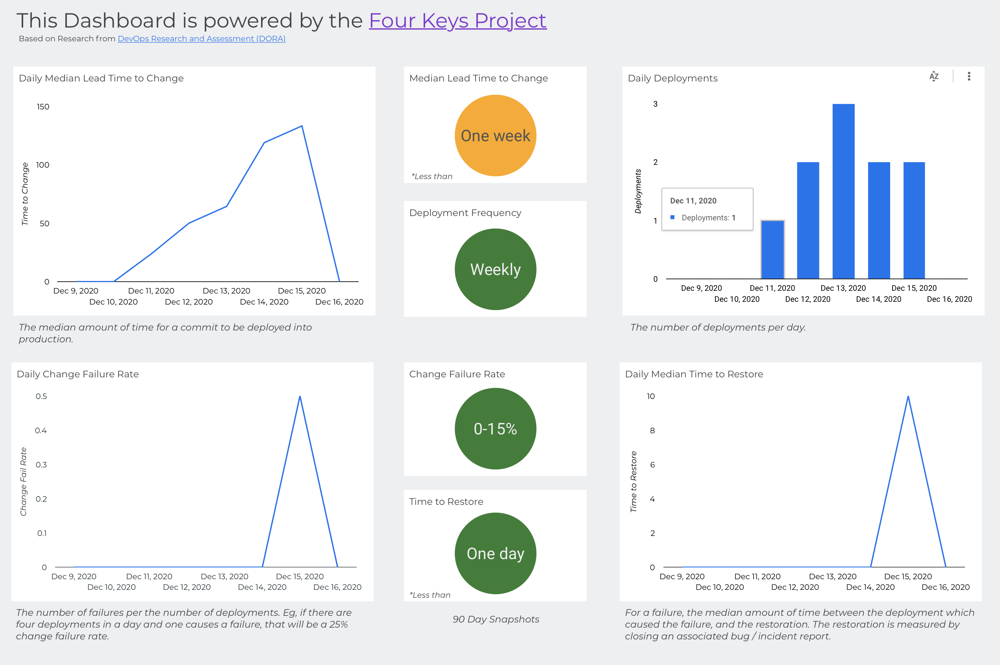 This Dashboard is powered by the Four Keys Project
Based on Research from DevOps Research and Assessment (DORA)
Daily Median Lead Time to Change
150
100
50
0
Time to Change
Dec 9, 2020
Dec 10, 2020
Dec 11, 2020
Dec 12, 2020
Dec 13, 2020
Dec 14, 2020
Dec 15, 2020
Dec 16, 2020
The median amount of time for a commit to be deployed into
production.
Median Lead Time to Change
One week
*Less than
Deployment Frequency
Weekly
Daily Deployments
AZ
3
2
1
0
Deployments
Dec 11, 2020
Deployments: 1
Dec 9, 2020
Dec 10, 2020
Dec 11, 2020
Dec 12, 2020
Dec 13, 2020
Dec 14, 2020
Dec 15, 2020
Dec 16, 2020
The number of deployments per day.
Daily Change Failure Rate
0.5
0.4
0.3
0.2
0.1
0
Change Fail Rate
Dec 9, 2020
Dec 10, 2020
Dec 11, 2020
Dec 12, 2020
Dec 13, 2020
Dec 14, 2020
Dec 15, 2020
Dec 16, 2020
The number of failures per the number of deployments. Eg, if there are
four deployments in a day and one causes a failure, that will be a 25%
change failure rate.
Change Failure Rate
0-15%
Time to Restore
One day
*Less than
90 Day Snapshots
Daily Median Time to Restore
10
8
6
4
2
0
Time to Restore
Dec 9, 2020
Dec 10, 2020
Dec 11, 2020
Dec 12, 2020
Dec 13, 2020
Dec 14, 2020
Dec 15, 2020
Dec 16, 2020
For a failure, the median amount of time between the deployment which
caused the failure, and the restoration. The restoration is measured by
closing an associated bug / incident report.